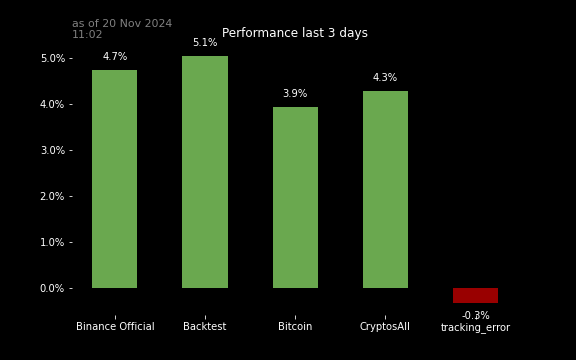 as of 20 Nov 2024
11:02
Performance last 3 days
5.0%
4.0%
3.0%
2.0%
1.0%
0.0%
4.7%
5.1%
3.9%
4.3%
-0.3%
Binance Official
Backtest
Bitcoin
CryptosAll
tracking_error